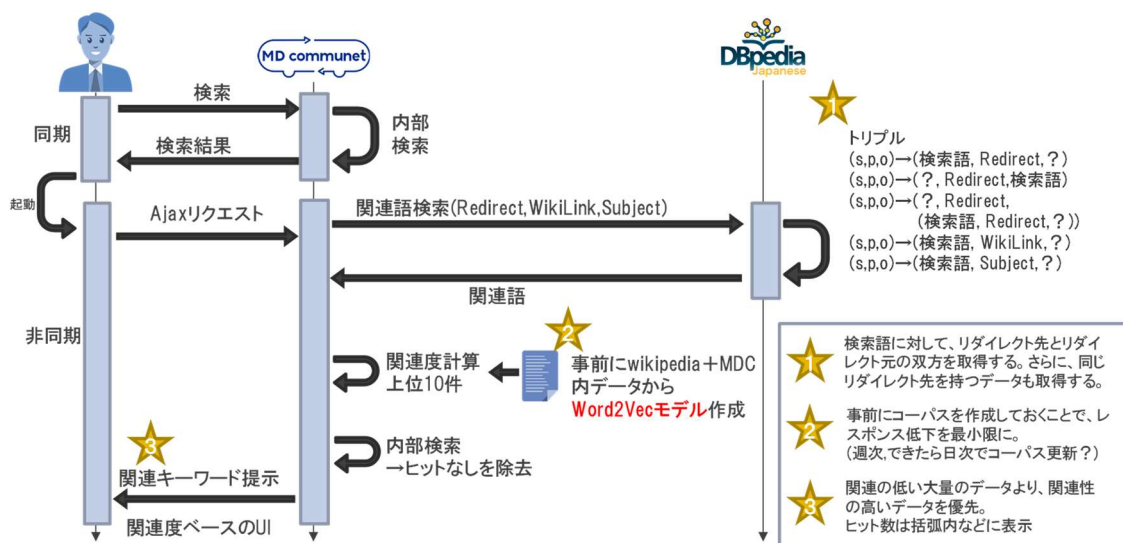 MD communet
DBpedia
Japanese
同期
検索
内部
検索
検索結果
起動
Ajaxリクエスト
関連語検索(Redirect,WikiLink,Subject)
関連語
1
トリプル
(s,p,o)→(検索語, Redirect,?)
(s,p,o)→(?, Redirect,検索語)
(s,p,o)→(?, Redirect,
(検索語, Redirect,?))
(s,p,o)→(検索語, WikiLink,?)
(s,p,o)→(検索語, Subject,?)
非同期
関連度計算
上位10件
2
事前にwikipedia+MDC
内データから
Word2Vecモデル作成
内部検索
→ヒットなしを除去
3
関連キーワード提示
関連度ベースのUI
1
検索語に対して、リダイレクト先とリダイ
レクト元の双方を取得する。さらに、同じ
リダイレクト先を持つデータも取得する。
2
事前にコーパスを作成しておくことで、レ
スポンス低下を最小限に。
(週次,できたら日次でコーパス更新?)
3
関連の低い大量のデータより、関連性
の高いデータを優先。
ヒット数は括弧内などに表示